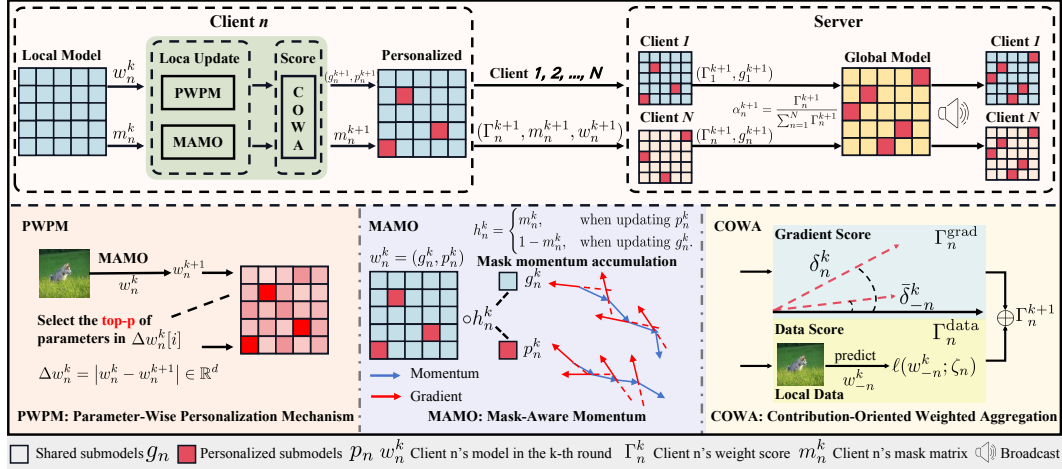 Client n
Local Model
w_n^k
m_n^k
Loca Update
PWPM
MAMO
Score
C
O
W
A
(g_n^{k+1}, p_n^{k+1})
m_n^{k+1}
Personalized
Client 1, 2, ..., N
(Γ_n^{k+1}, m_n^{k+1}, w_n^{k+1})
Server
Client 1
(Γ_1^{k+1}, g_1^{k+1})
α_n^{k+1} = Γ_n^{k+1} / ∑_{n=1}^N Γ_n^{k+1}
Client N
(Γ_n^{k+1}, g_n^{k+1})
Global Model
Client 1
Client N
PWPM
MAMO
w_n^k
w_n^{k+1}
Select the top-p of
parameters in Δw_n^k[i]
Δw_n^k = |w_n^k − w_n^{k+1}| ∈ ℝ^d
PWPM: Parameter-Wise Personalization Mechanism
MAMO
h_n^k = { m_n^k, when updating p_n^k
1 − m_n^k, when updating g_n^k.
w_n^k = (g_n^k, p_n^k)
Mask momentum accumulation
∘h_n^k
g_n^k
p_n^k
Momentum
Gradient
MAMO: Mask-Aware Momentum
COWA
Gradient Score
Γ_n^{grad}
δ_n^k
δ̄_{−n}^k
Γ_n^{data}
Data Score
predict
w_{−n}^k
ℓ(w_{−n}^k; ζ_n)
Local Data
⊕Γ_n^{k+1}
COWA: Contribution-Oriented Weighted Aggregation
Shared submodels g_n Personalized submodels p_n w_n^k Client n's model in the k-th round Γ_n^k Client n's weight score m_n^k Client n's mask matrix Broadcast